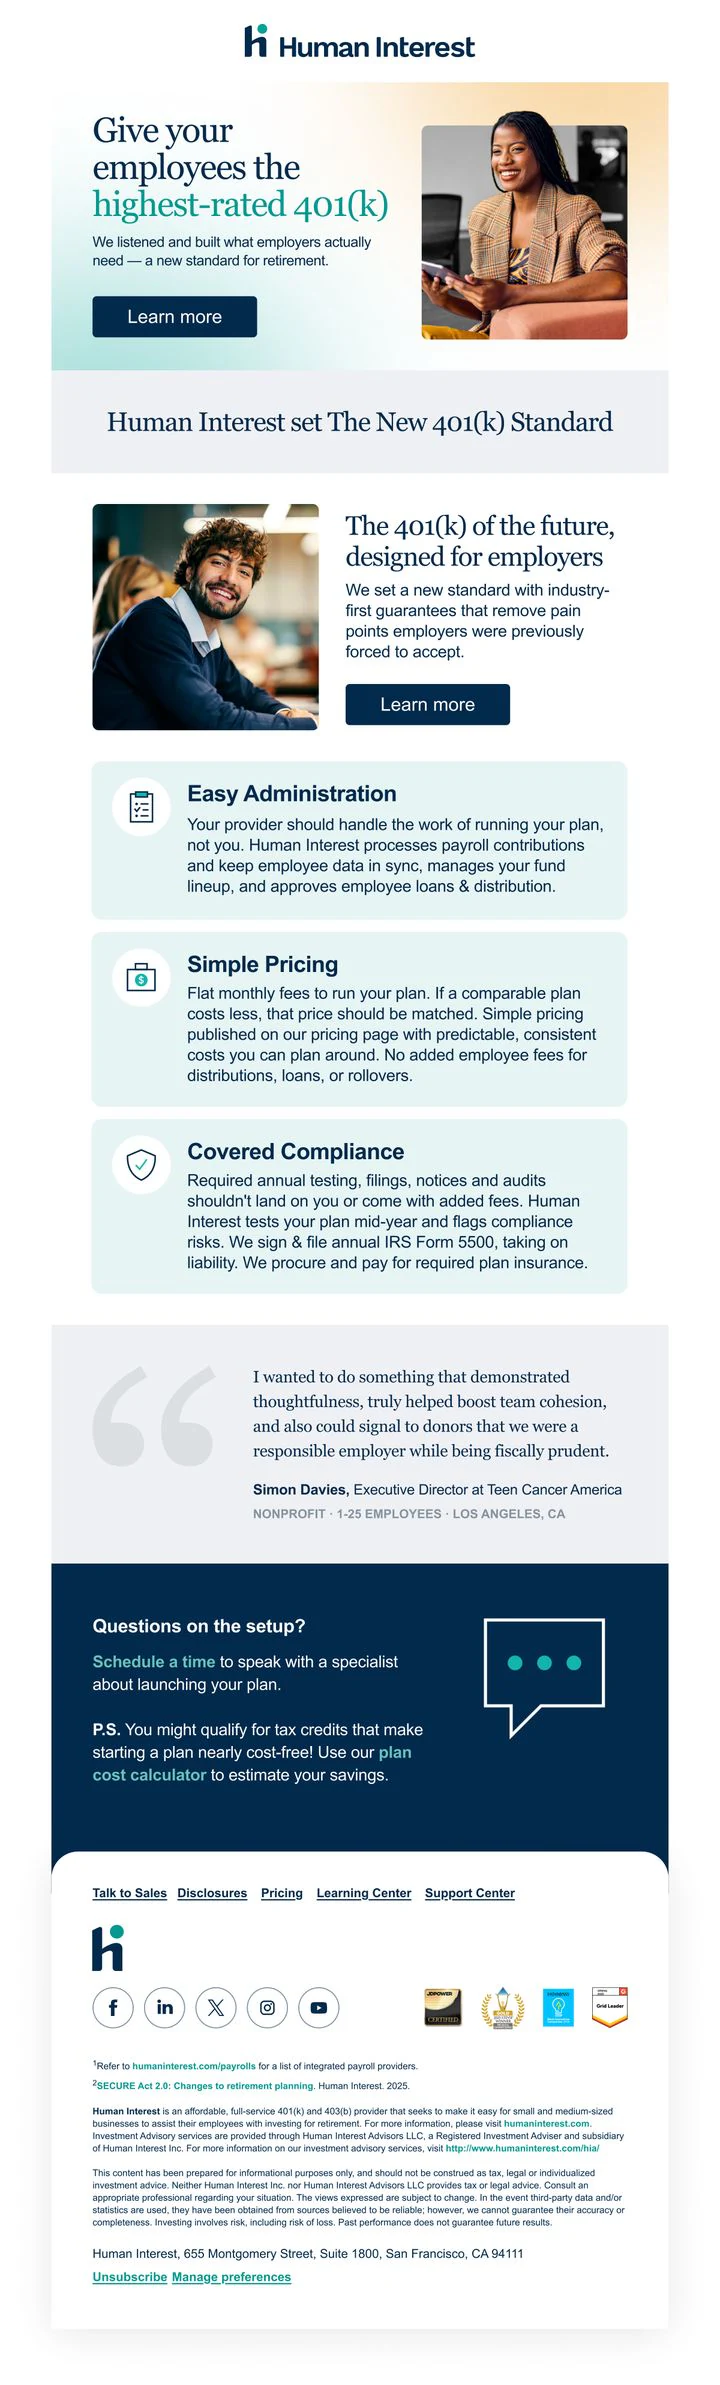 Human Interest
Give your
employees the
highest-rated 401(k)
We listened and built what employers actually
need — a new standard for retirement.
Learn more
Human Interest set The New 401(k) Standard
The 401(k) of the future,
designed for employers
We set a new standard with industry-
first guarantees that remove pain
points employers were previously
forced to accept.
Learn more
Easy Administration
Your provider should handle the work of running your plan,
not you. Human Interest processes payroll contributions
and keep employee data in sync, manages your fund
lineup, and approves employee loans & distribution.
Simple Pricing
Flat monthly fees to run your plan. If a comparable plan
costs less, that price should be matched. Simple pricing
published on our pricing page with predictable, consistent
costs you can plan around. No added employee fees for
distributions, loans, or rollovers.
Covered Compliance
Required annual testing, filings, notices and audits
shouldn't land on you or come with added fees. Human
Interest tests your plan mid-year and flags compliance
risks. We sign & file annual IRS Form 5500, taking on
liability. We procure and pay for required plan insurance.
I wanted to do something that demonstrated
thoughtfulness, truly helped boost team cohesion,
and also could signal to donors that we were a
responsible employer while being fiscally prudent.
Simon Davies, Executive Director at Teen Cancer America
NONPROFIT · 1-25 EMPLOYEES · LOS ANGELES, CA
Questions on the setup?
Schedule a time to speak with a specialist
about launching your plan.
P.S. You might qualify for tax credits that make
starting a plan nearly cost-free! Use our plan
cost calculator to estimate your savings.
Talk to Sales Disclosures Pricing Learning Center Support Center
hi
J.D.POWER
CERTIFIED
GOLD
WINNER
Grid Leader
1Refer to humaninterest.com/payrolls for a list of integrated payroll providers.
2SECURE Act 2.0: Changes to retirement planning. Human Interest. 2025.
Human Interest is an affordable, full-service 401(k) and 403(b) provider that seeks to make it easy for small and medium-sized
businesses to assist their employees with investing for retirement. For more information, please visit humaninterest.com.
Investment Advisory services are provided through Human Interest Advisors LLC, a Registered Investment Adviser and subsidiary
of Human Interest Inc. For more information on our investment advisory services, visit http://www.humaninterest.com/hia/
This content has been prepared for informational purposes only, and should not be construed as tax, legal or individualized
investment advice. Neither Human Interest Inc. nor Human Interest Advisors LLC provides tax or legal advice. Consult an
appropriate professional regarding your situation. The views expressed are subject to change. In the event third-party data and/or
statistics are used, they have been obtained from sources believed to be reliable; however, we cannot guarantee their accuracy or
completeness. Investing involves risk, including risk of loss. Past performance does not guarantee future results.
Human Interest, 655 Montgomery Street, Suite 1800, San Francisco, CA 94111
Unsubscribe Manage preferences